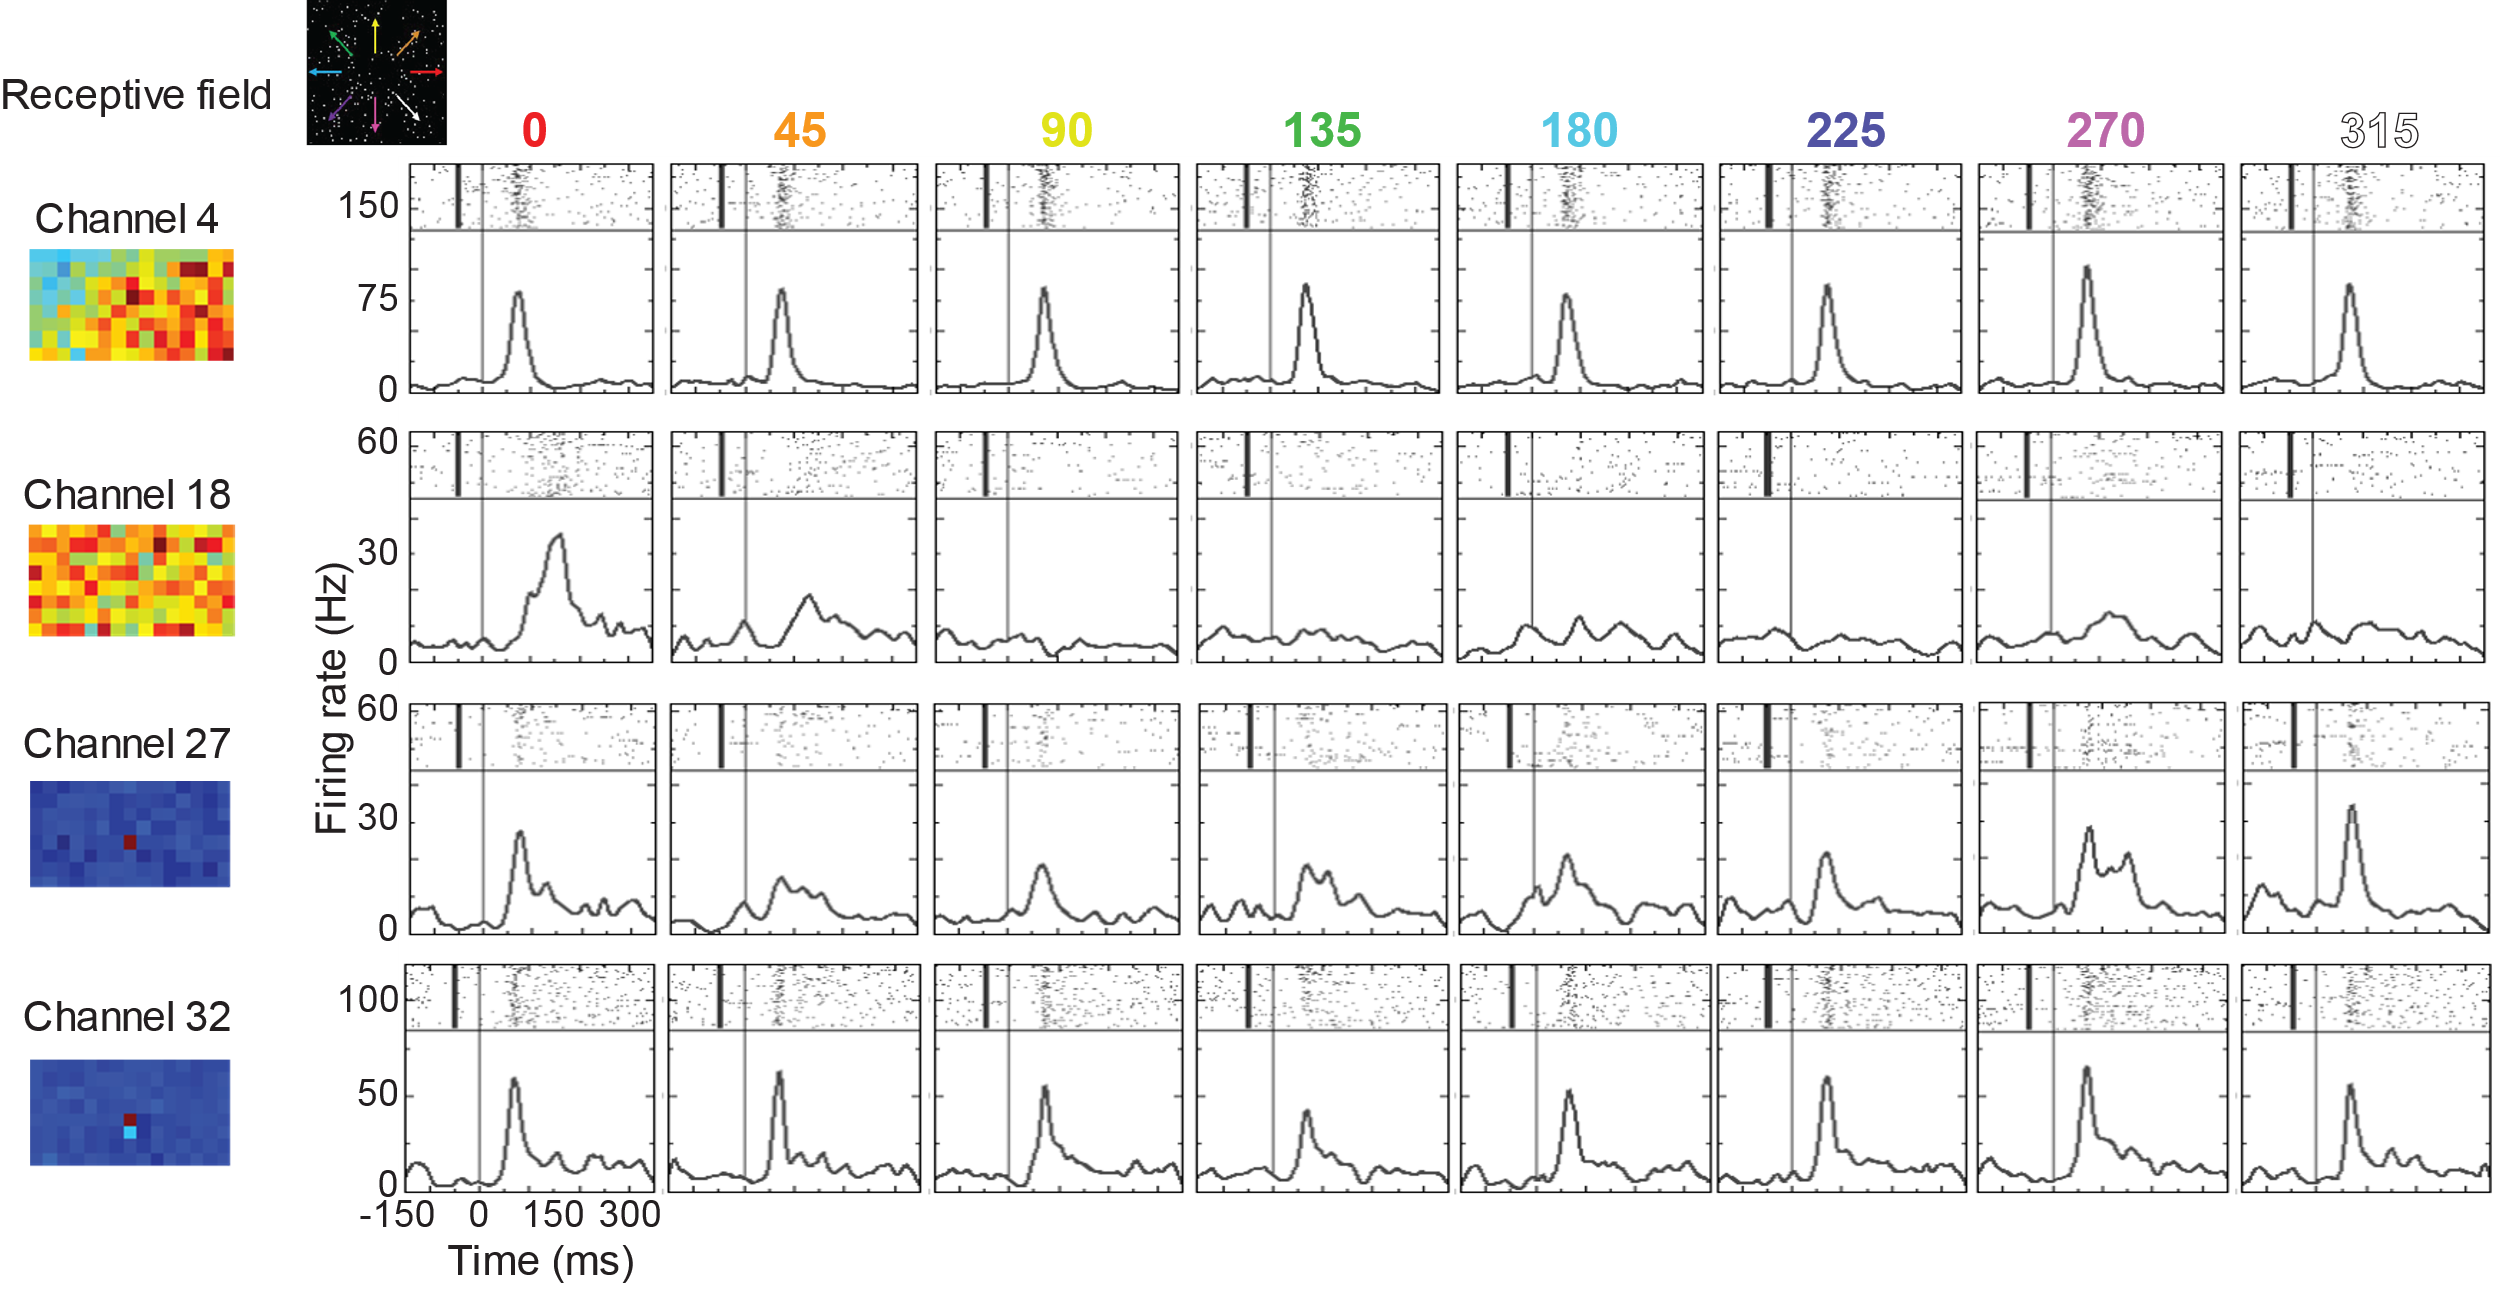 Receptive field
0 45 90 135 180 225 270 315
Channel 4
150
75
0
Channel 18
60
30
0
Channel 27
60
30
0
Channel 32
100
50
0
Firing rate (Hz)
-150 0 150 300
Time (ms)